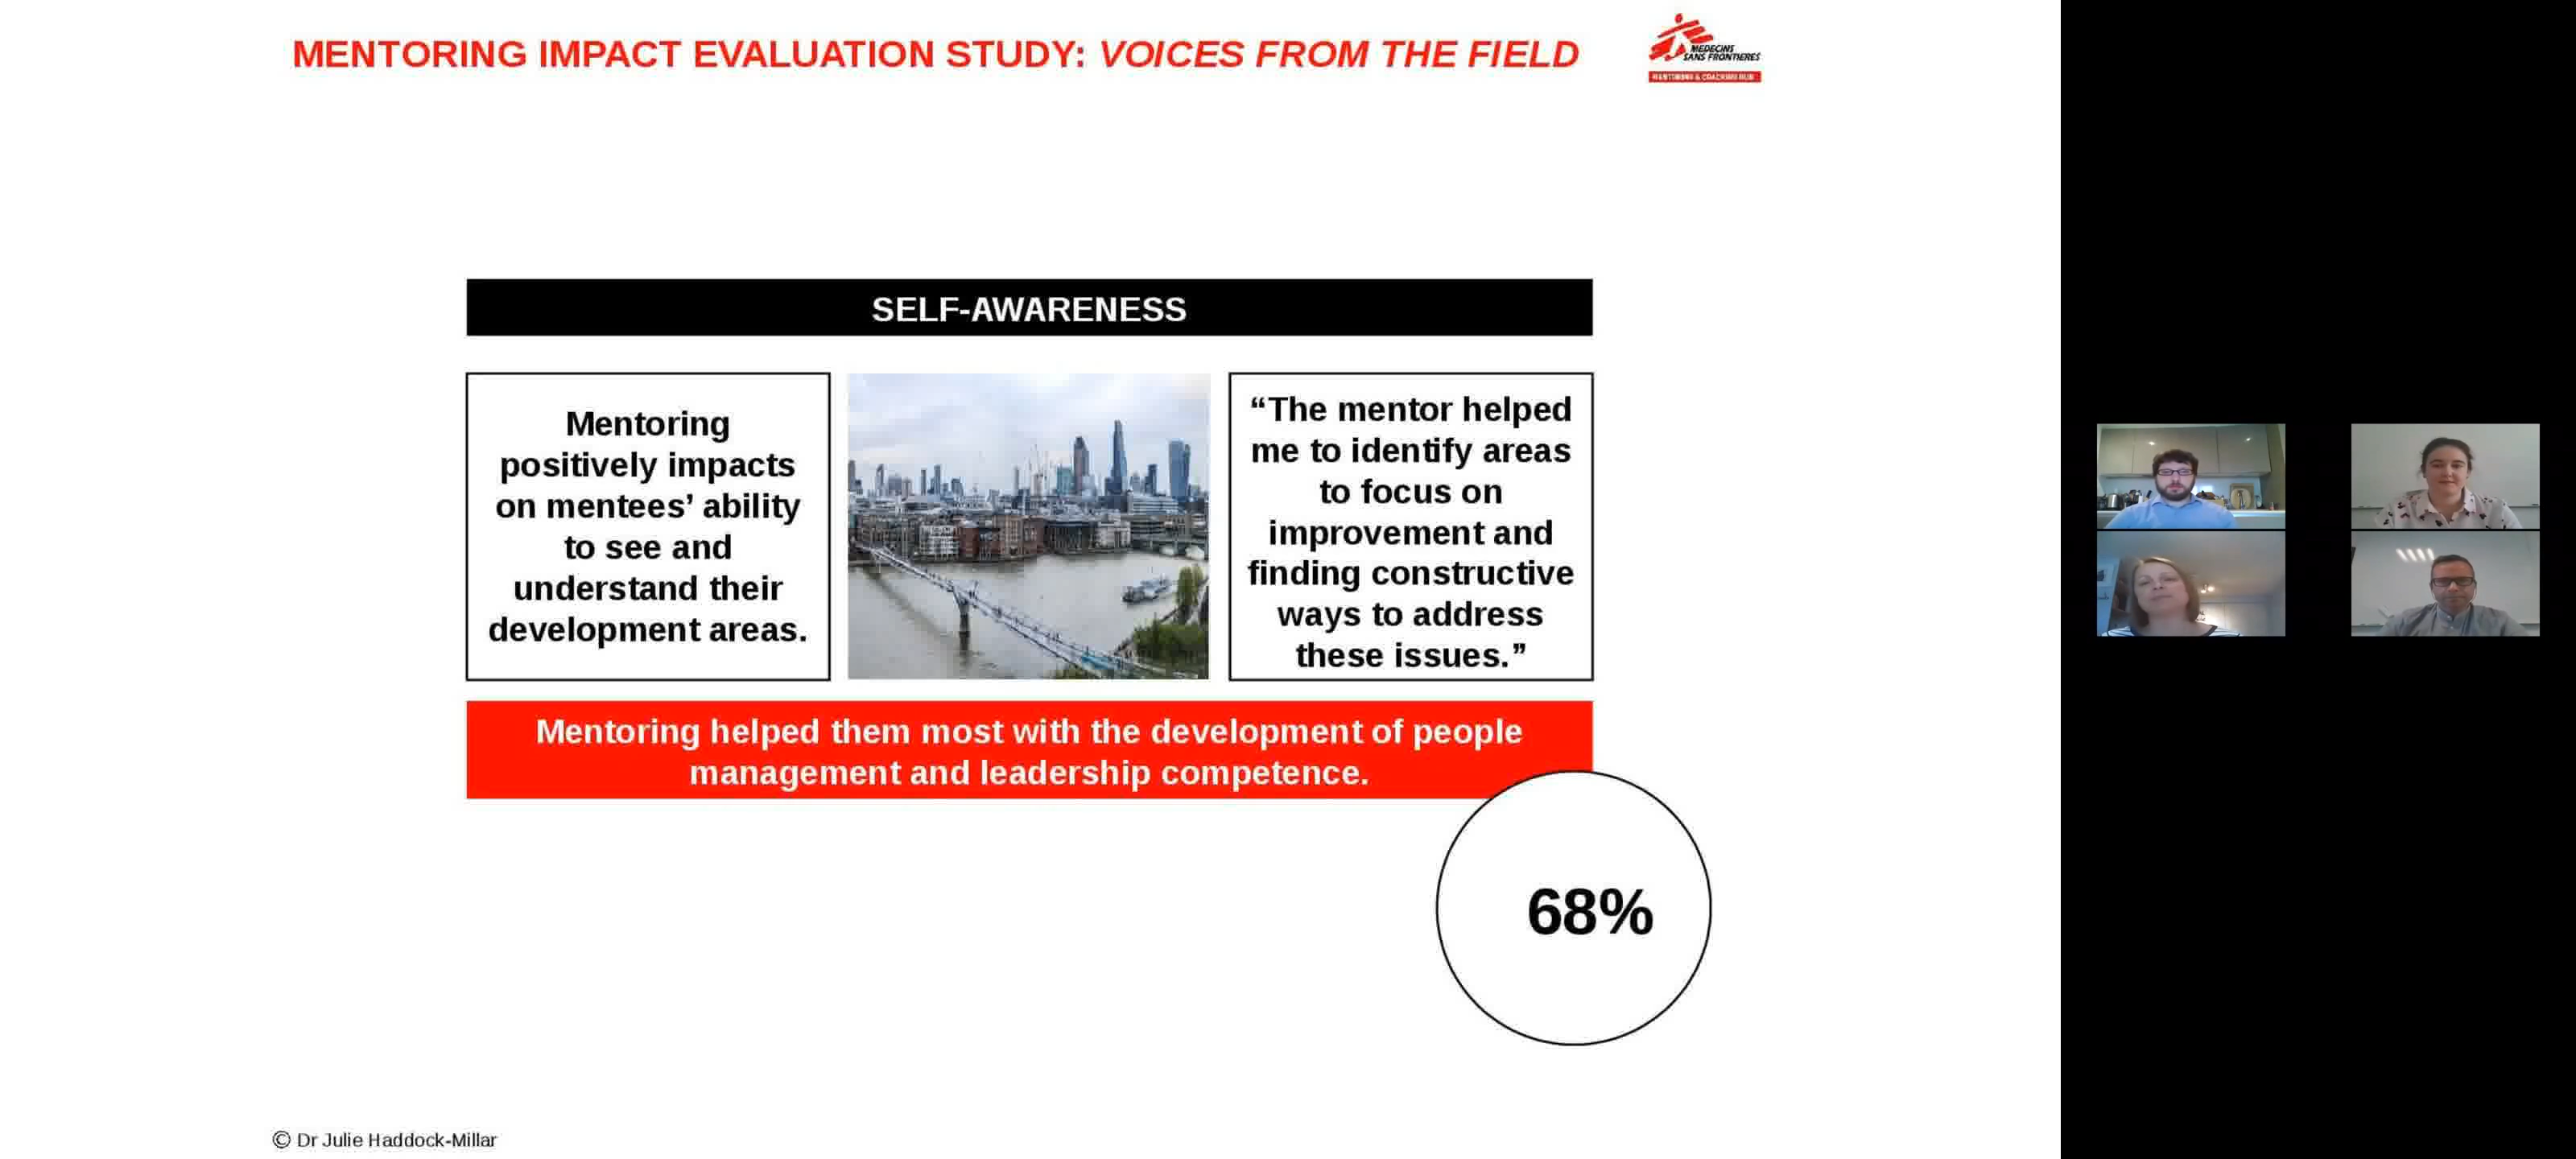 MENTORING IMPACT EVALUATION STUDY: VOICES FROM THE FIELD
MEDECINS
SANS FRONTIERES
MENTORING & COACHING HUB
SELF-AWARENESS
Mentoring
positively impacts
on mentees’ ability
to see and
understand their
development areas.
“The mentor helped
me to identify areas
to focus on
improvement and
finding constructive
ways to address
these issues.”
Mentoring helped them most with the development of people
management and leadership competence.
68%
© Dr Julie Haddock-Millar